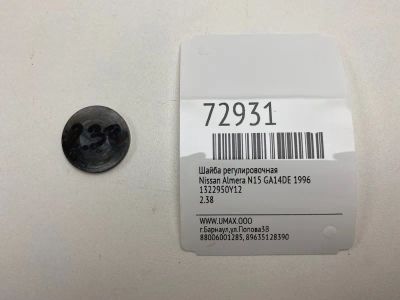 2.38
72931
Шайба регулировочная
Nissan Almera N15 GA14DE 1996
1322950Y12
2.38
WWW.UMAX.OOO
г.Барнаул,ул.Попова3В
88006001285, 89635128390